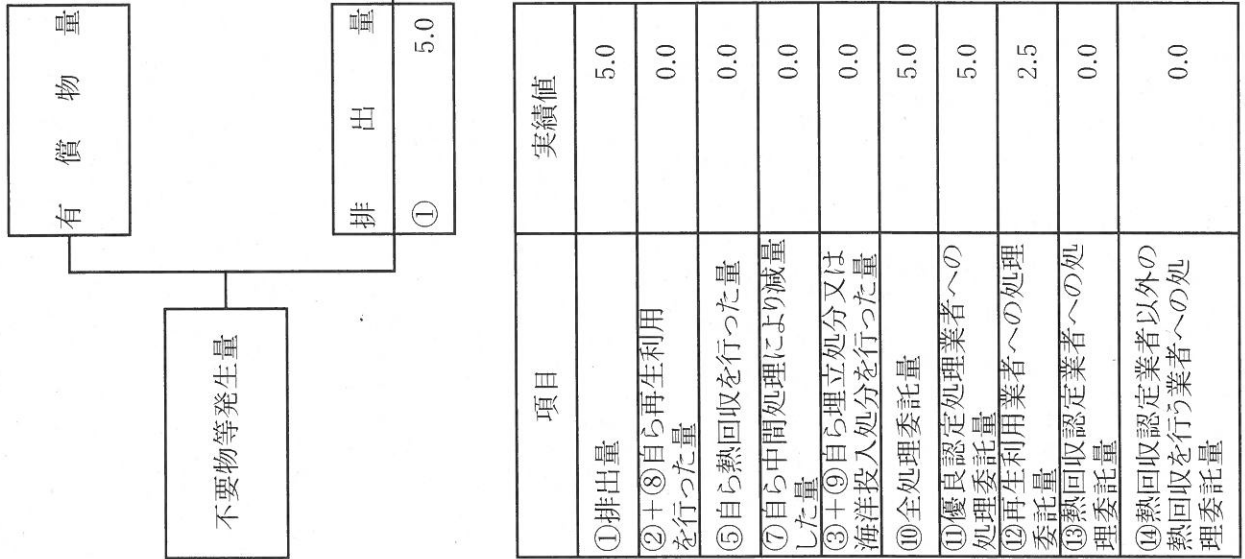 不要物等発生量
有償物量
排出量
① 5.0
項目 実績値
①排出量 5.0
②+⑧自ら再生利用
を行った量 0.0
⑤自ら熱回収を行った量 0.0
⑦自ら中間処理により減量
した量 0.0
③+⑨自ら埋立処分又は
海洋投入処分を行った量 0.0
⑩全処理委託量 5.0
⑪優良認定処理業者への
処理委託量 5.0
⑫再生利用業者への処理
委託量 2.5
⑬熱回収認定業者への処
理委託量 0.0
⑭熱回収認定業者以外の
熱回収を行う業者への処
理委託量 0.0